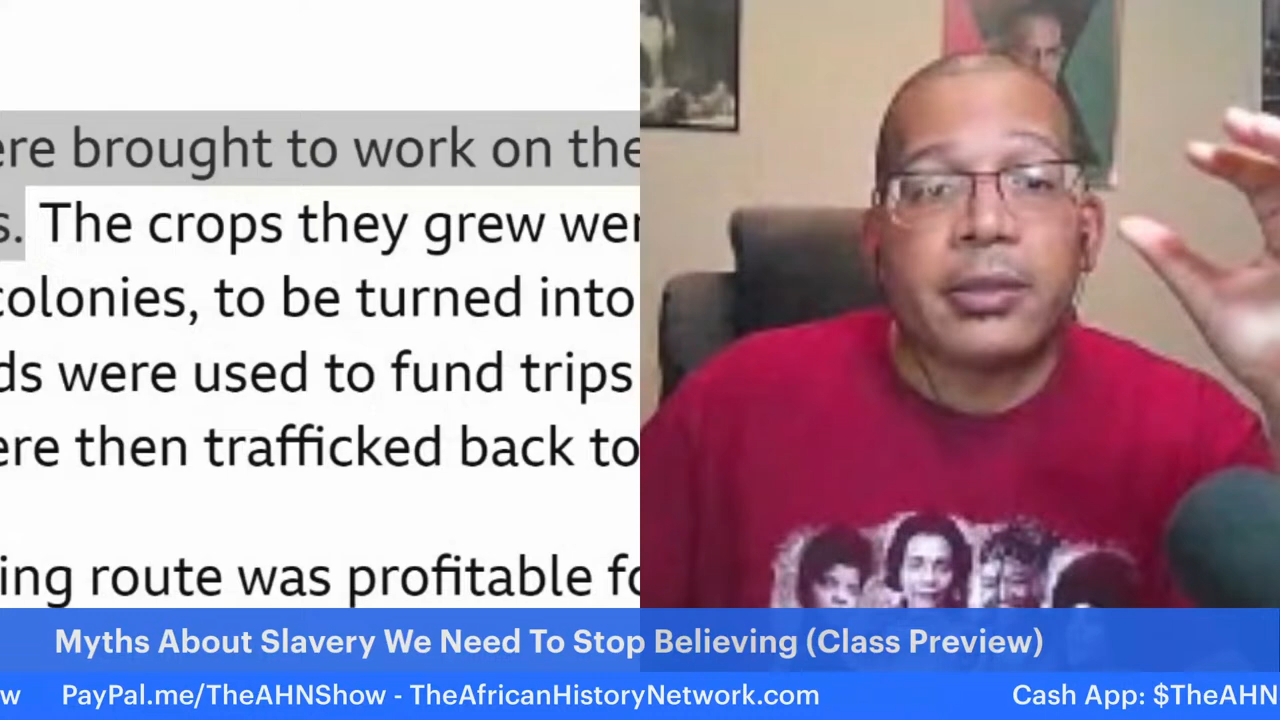 ere brought to work on the
s. The crops they grew wer
colonies, to be turned into
ds were used to fund trips
ere then trafficked back to
ing route was profitable fo
Myths About Slavery We Need To Stop Believing (Class Preview)
w PayPal.me/TheAHNShow - TheAfricanHistoryNetwork.com Cash App: $TheAHN